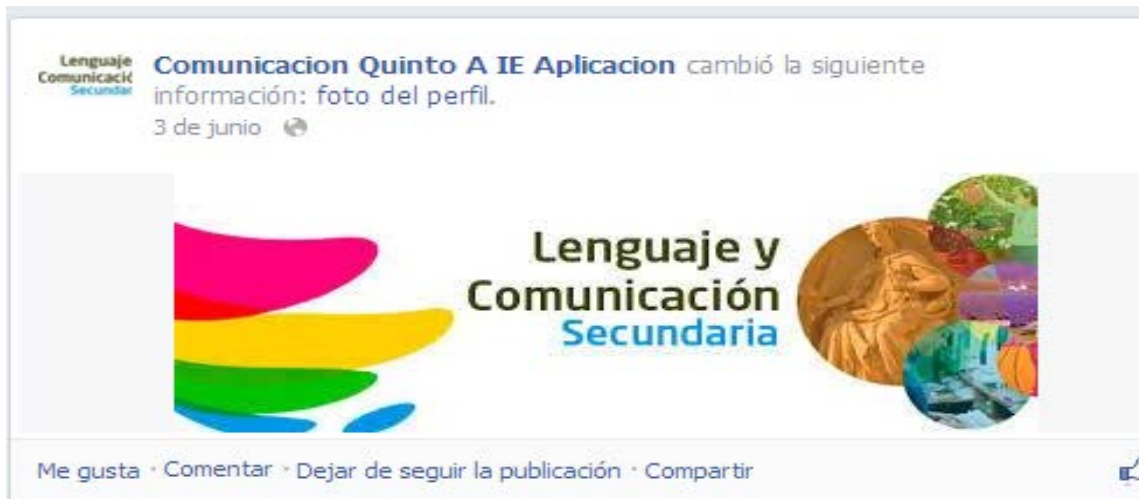 Lenguaje
Comunicació
Secundar
Comunicacion Quinto A IE Aplicacion cambió la siguiente
información: foto del perfil.
3 de junio
Lenguaje y
Comunicación
Secundaria
Me gusta · Comentar · Dejar de seguir la publicación · Compartir